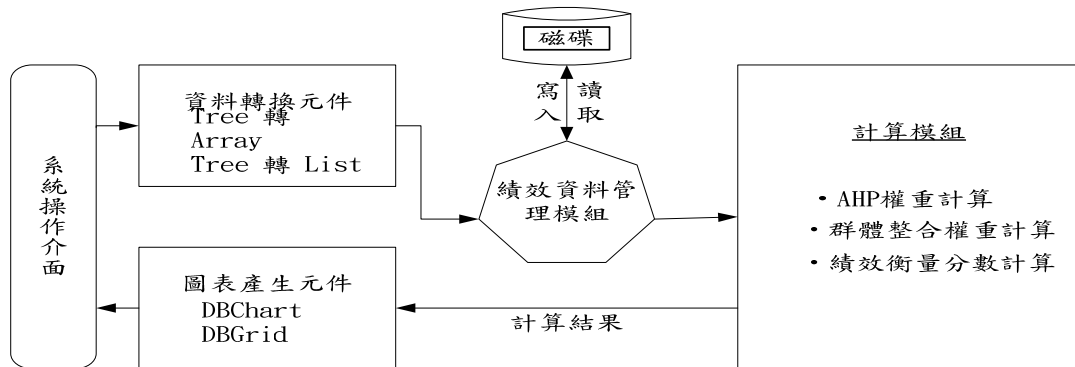 磁碟
寫入
讀取
系統操作介面
資料轉換元件
Tree 轉
Array
Tree 轉 List
績效資料管
理模組
計算模組
• AHP權重計算
• 群體整合權重計算
• 績效衡量分數計算
圖表產生元件
DBChart
DBGrid
計算結果